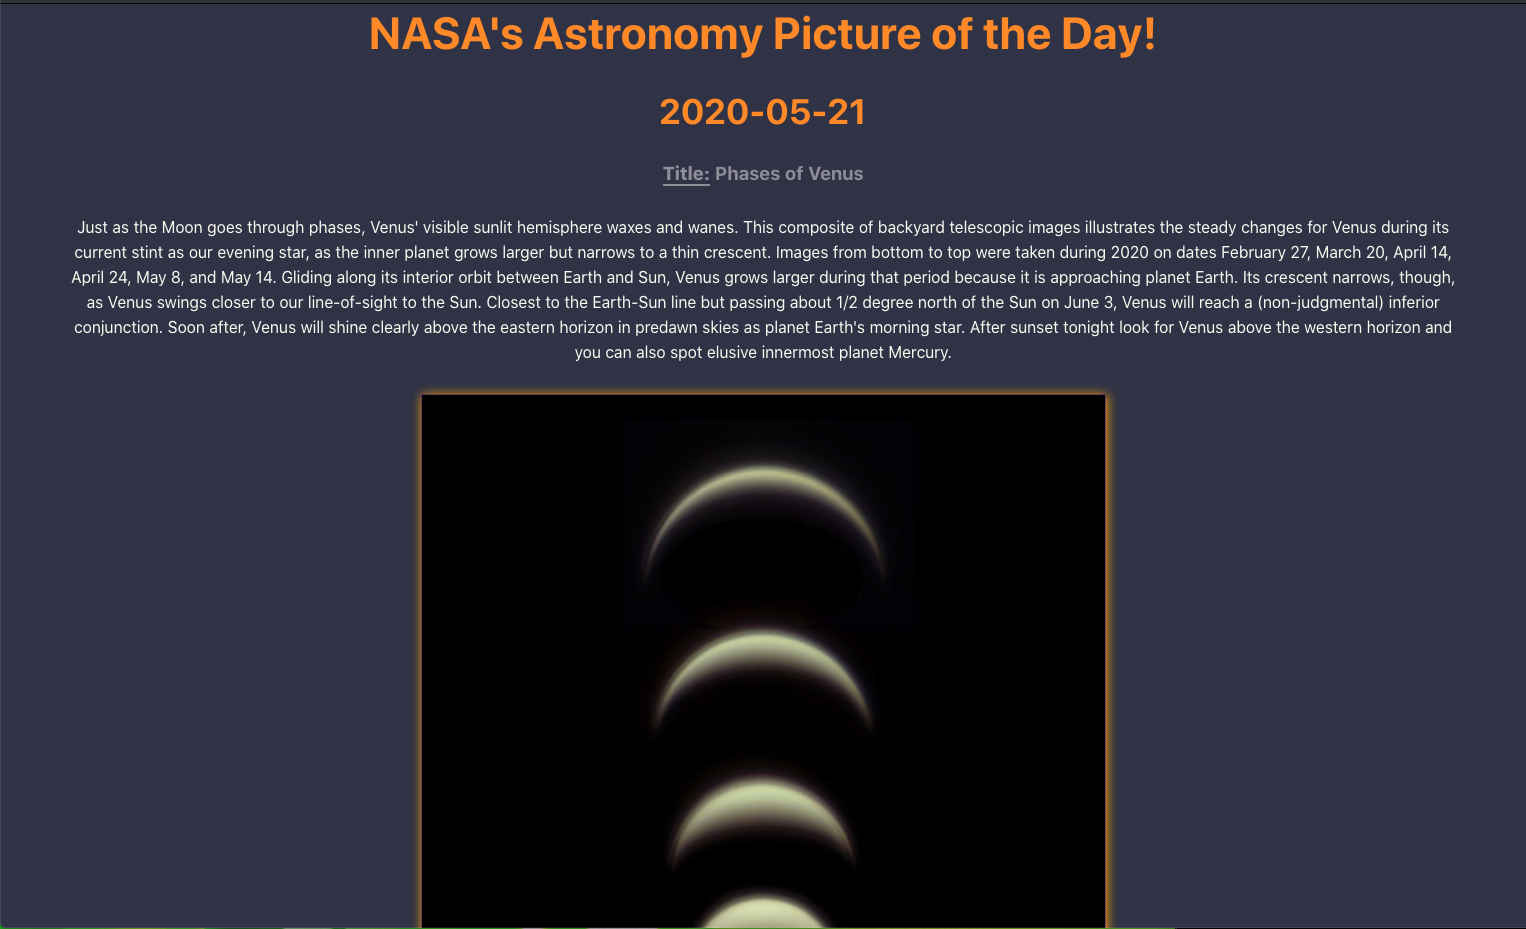 NASA's Astronomy Picture of the Day!
2020-05-21
Title: Phases of Venus
Just as the Moon goes through phases, Venus' visible sunlit hemisphere waxes and wanes. This composite of backyard telescopic images illustrates the steady changes for Venus during its
current stint as our evening star, as the inner planet grows larger but narrows to a thin crescent. Images from bottom to top were taken during 2020 on dates February 27, March 20, April 14,
April 24, May 8, and May 14. Gliding along its interior orbit between Earth and Sun, Venus grows larger during that period because it is approaching planet Earth. Its crescent narrows, though,
as Venus swings closer to our line-of-sight to the Sun. Closest to the Earth-Sun line but passing about 1/2 degree north of the Sun on June 3, Venus will reach a (non-judgmental) inferior
conjunction. Soon after, Venus will shine clearly above the eastern horizon in predawn skies as planet Earth's morning star. After sunset tonight look for Venus above the western horizon and
you can also spot elusive innermost planet Mercury.